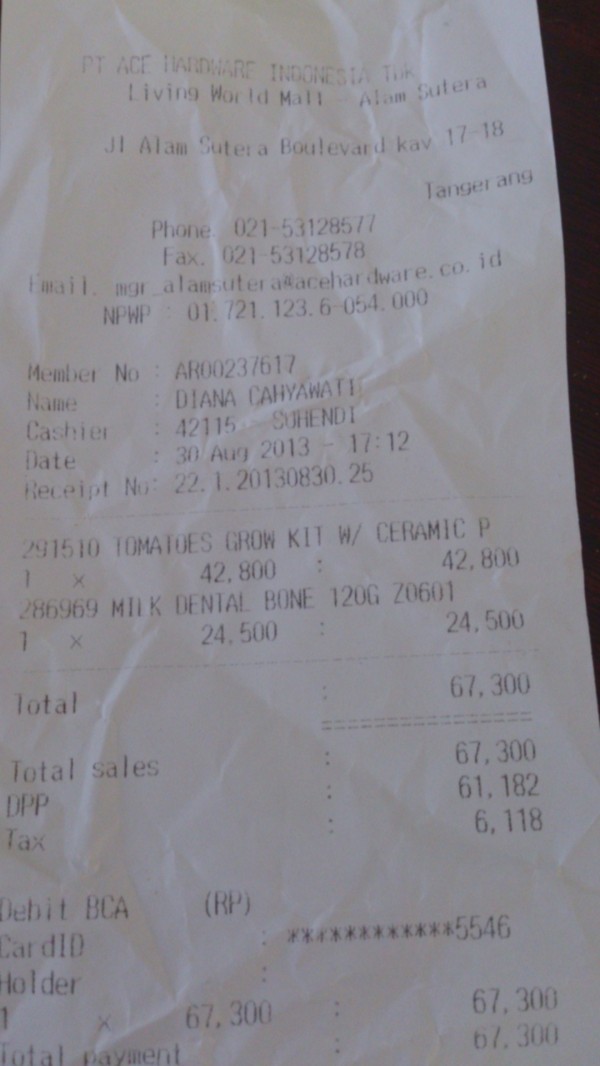 PT ACE HARDWARE INDONESIA Tbk
Living World Mall - Alam Sutera
Jl Alam Sutera Boulevard kav 17-18
Tangerang
Phone. 021-53128577
Fax. 021-53128578
Email. mgr_alamsutera@acehardware.co.id
NPWP : 01.721.123.6-054.000
Member No : AR00237617
Name : DIANA CAHYAWATI
Cashier : 42115 - SUHENDI
Date : 30 Aug 2013 - 17:12
Receipt No: 22.1.20130830.25
291510 TOMATOES GROW KIT W/ CERAMIC P
1 x 42,800 : 42,800
286969 MILK DENTAL BONE 120G Z0601
1 x 24,500 : 24,500
Total : 67,300
===============
Total sales : 67,300
DPP : 61,182
Tax : 6,118
Debit BCA (RP)
CardID : ************5546
Holder :
1 x 67,300 : 67,300
Total payment : 67,300